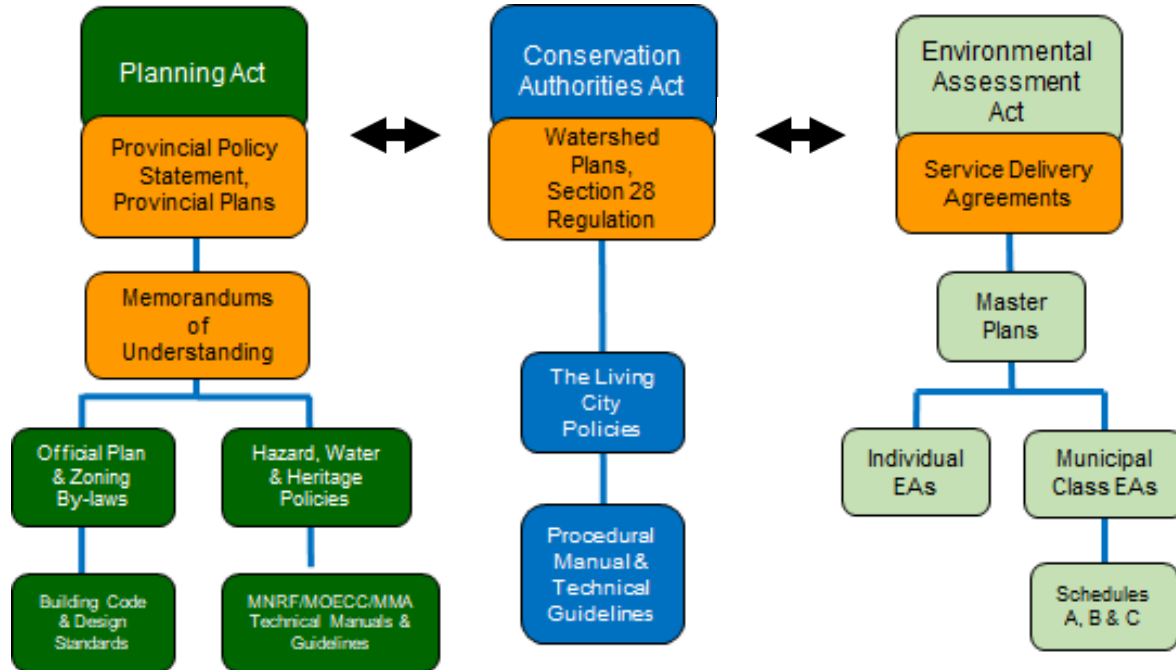 Planning Act
Provincial Policy
Statement,
Provincial Plans
Memorandums
of
Understanding
Official Plan
& Zoning
By-laws
Hazard, Water
& Heritage
Policies
Building Code
& Design
Standards
MNRF/MOECC/MMA
Technical Manuals &
Guidelines
Conservation
Authorities Act
Watershed
Plans,
Section 28
Regulation
The Living
City
Policies
Procedural
Manual &
Technical
Guidelines
Environmental
Assessment
Act
Service Delivery
Agreements
Master
Plans
Individual
EAs
Municipal
Class EAs
Schedules
A, B & C